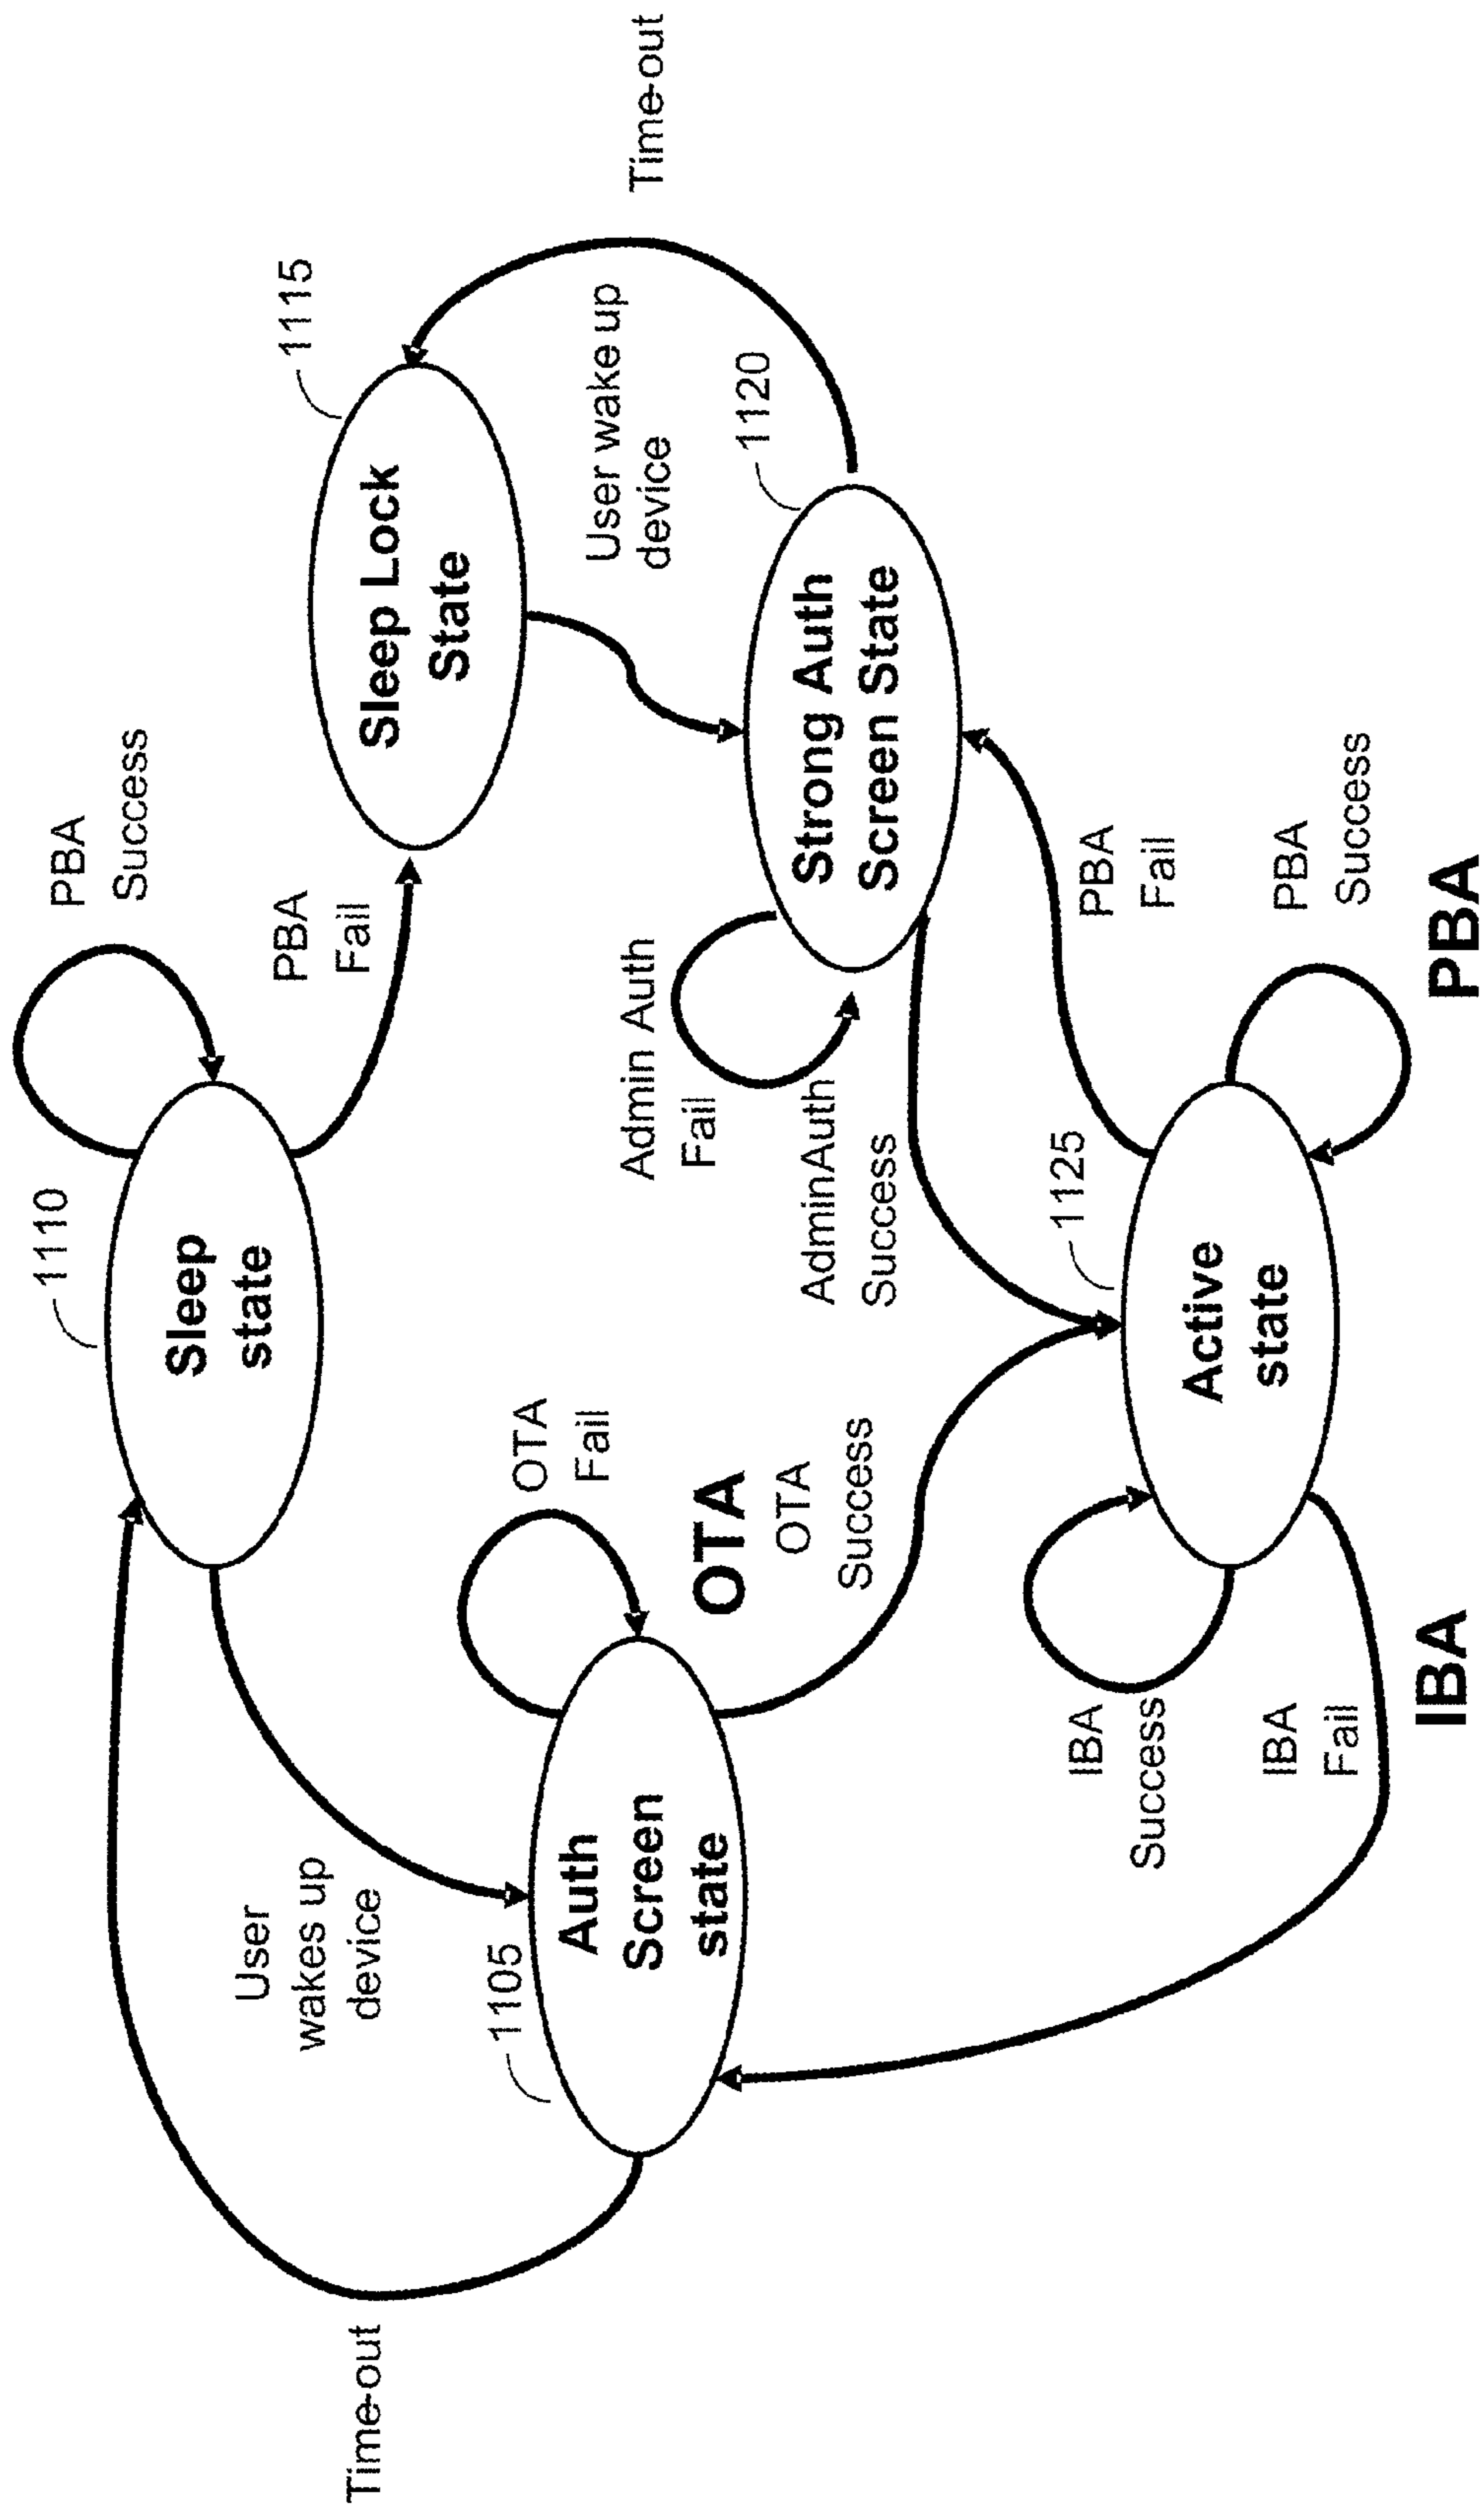 1110
PBA
Success
Sleep
state
1115
PBA
Fail
Sleep Lock
State
Time-out
User
wakes up
device
OTA
Fail
User wake up
device
Time-out
1105
Auth
Screen
state
OTA
OTA
Success
Admin Auth
Fail
1120
Strong Auth
Screen State
Admin Auth
Success
1125
PBA
Fail
IBA
Success
Active
state
PBA
Success
IBA
Fail
IBA
PBA